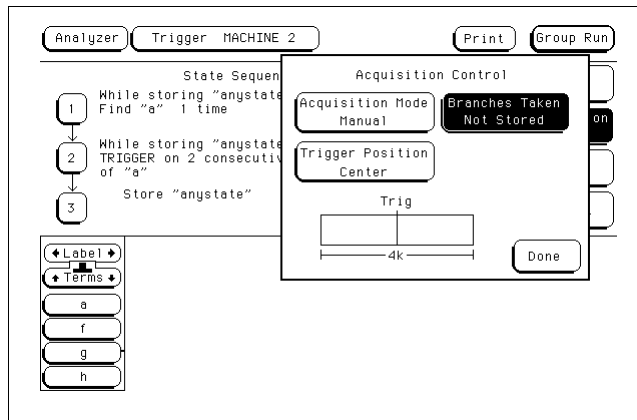 Analyzer
Trigger MACHINE 2
Print
Group Run
State Sequen
1
While storing "anystate
Find "a" 1 time
2
While storing "anystate
TRIGGER on 2 consecutiv
of "a"
3
Store "anystate"
Acquisition Control
Acquisition Mode
Manual
Branches Taken
Not Stored
Trigger Position
Center
Trig
4k
Done
on
Label
Terms
a
f
g
h